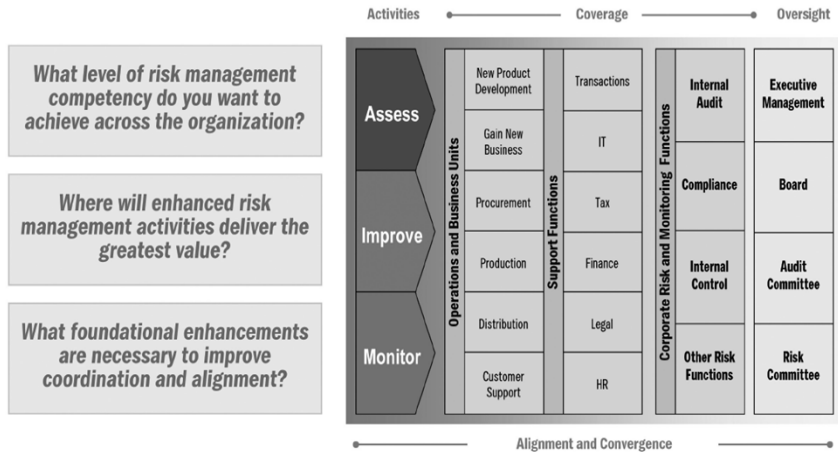 Activities
Coverage
Oversight
What level of risk management
competency do you want to
achieve across the organization?
Where will enhanced risk
management activities deliver the
greatest value?
What foundational enhancements
are necessary to improve
coordination and alignment?
Assess
Improve
Monitor
Operations and Business Units
New Product
Development
Gain New
Business
Procurement
Production
Distribution
Customer
Support
Support Functions
Transactions
IT
Tax
Finance
Legal
HR
Corporate Risk and Monitoring Functions
Internal
Audit
Compliance
Internal
Control
Other Risk
Functions
Executive
Management
Board
Audit
Committee
Risk
Committee
Alignment and Convergence